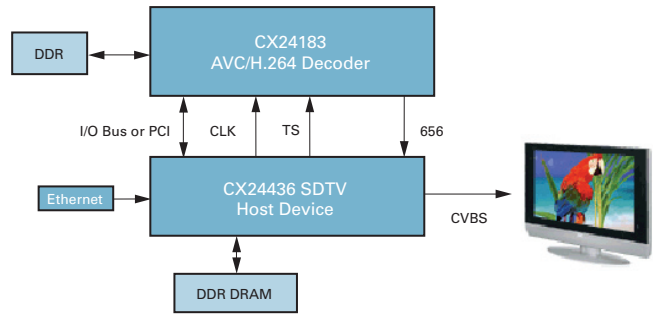 CX24183
AVC/H.264 Decoder
DDR
I/O Bus or PCI
CLK
TS
656
CX24436 SDTV
Host Device
Ethernet
CVBS
DDR DRAM